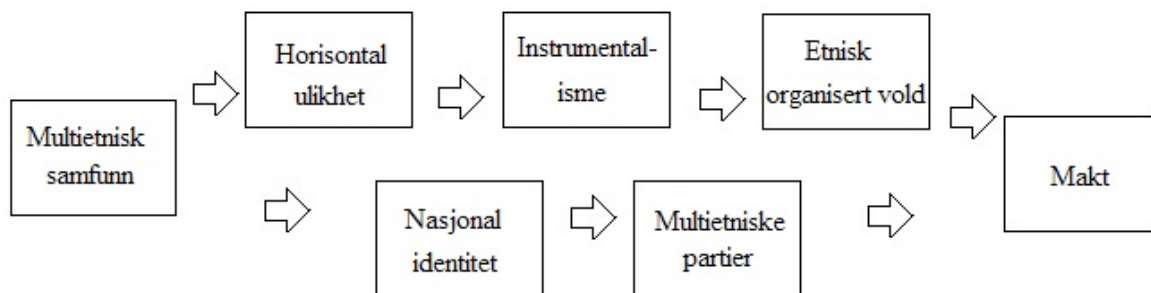 Multietnisk
samfunn
Horisontal
ulikhet
Instrumental-
isme
Etnisk
organisert vold
Nasjonal
identitet
Multietniske
partier
Makt